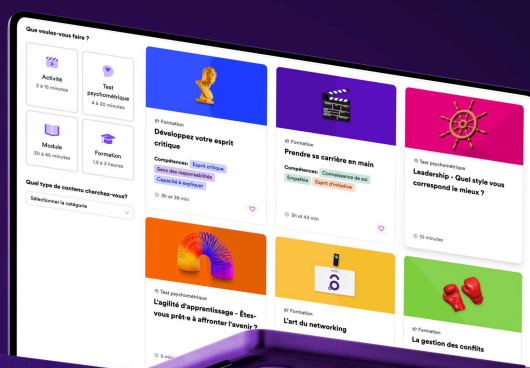 Que voulez-vous faire ?
Activité
2 à 15 minutes
Test
psychométrique
4 à 20 minutes
Module
30 à 45 minutes
Formation
1.5 à 3 heures
Quel type de contenu cherchez-vous?
Sélectionner la catégorie
Formation
Développez votre esprit
critique
Compétences: Esprit critique
Sens des responsabilités
Capacité à expliquer
3h et 38 min
Formation
Prendre sa carrière en main
Compétences: Connaissance de soi
Empathie Esprit d'initiative
3h et 43 min
Test psychométrique
Leadership - Quel style vous
correspond le mieux ?
10 minutes
Test psychométrique
L'agilité d'apprentissage - Êtes-
vous prêt·e à affronter l'avenir ?
Formation
L'art du networking
Formation
La gestion des conflits